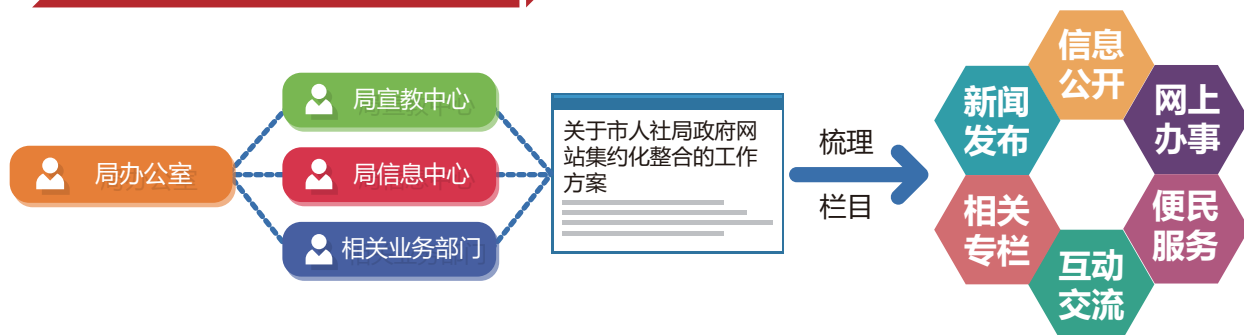 局办公室
局宣教中心
局信息中心
相关业务部门
关于市人社局政府网
站集约化整合的工作
方案
梳理
栏目
信息
公开
新闻
发布
网上
办事
相关
专栏
便民
服务
互动
交流